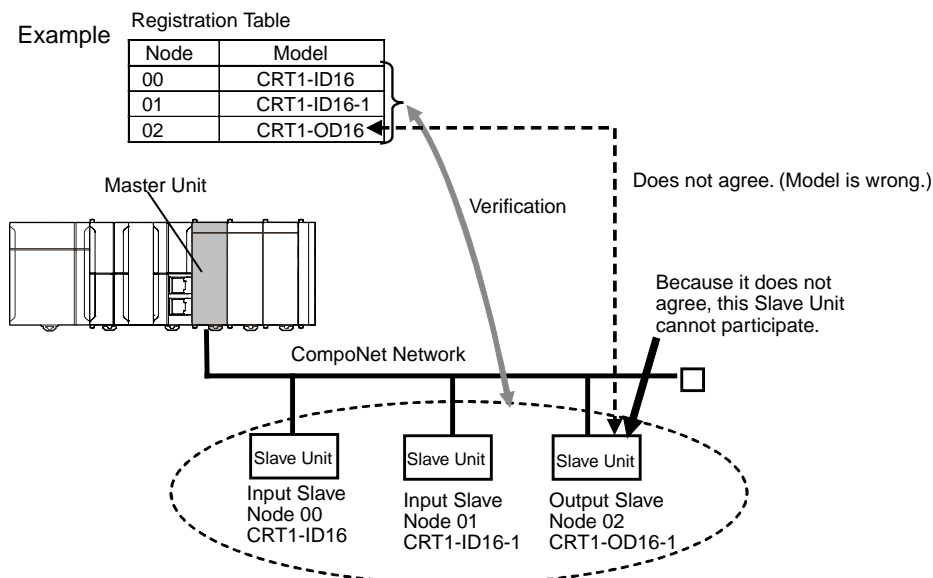 Example
Registration Table
Node Model
00 CRT1-ID16
01 CRT1-ID16-1
02 CRT1-OD16
Master Unit
Verification
Does not agree. (Model is wrong.)
Because it does not
agree, this Slave Unit
cannot participate.
CompoNet Network
Slave Unit
Input Slave
Node 00
CRT1-ID16
Slave Unit
Input Slave
Node 01
CRT1-ID16-1
Slave Unit
Output Slave
Node 02
CRT1-OD16-1